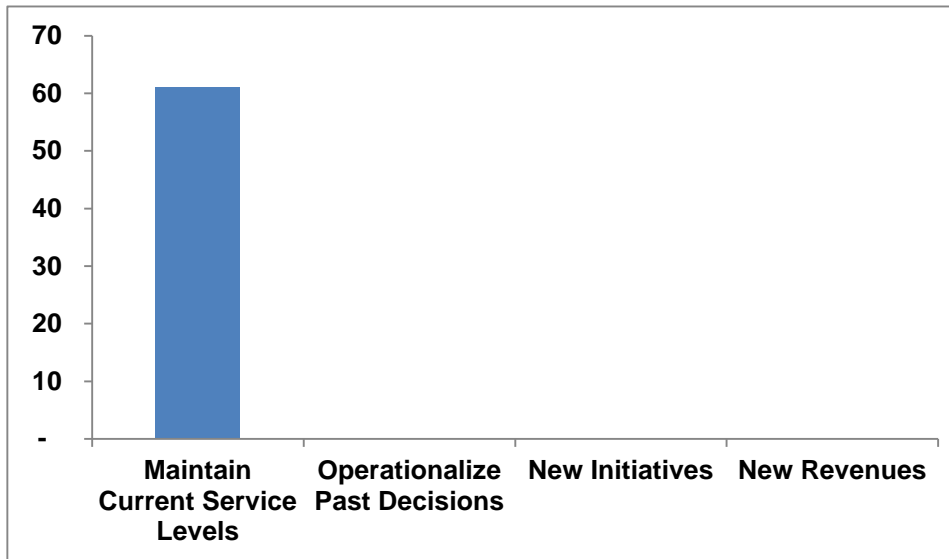 70
60
50
40
30
20
10
-
Maintain
Current Service
Levels
Operationalize
Past Decisions
New Initiatives
New Revenues